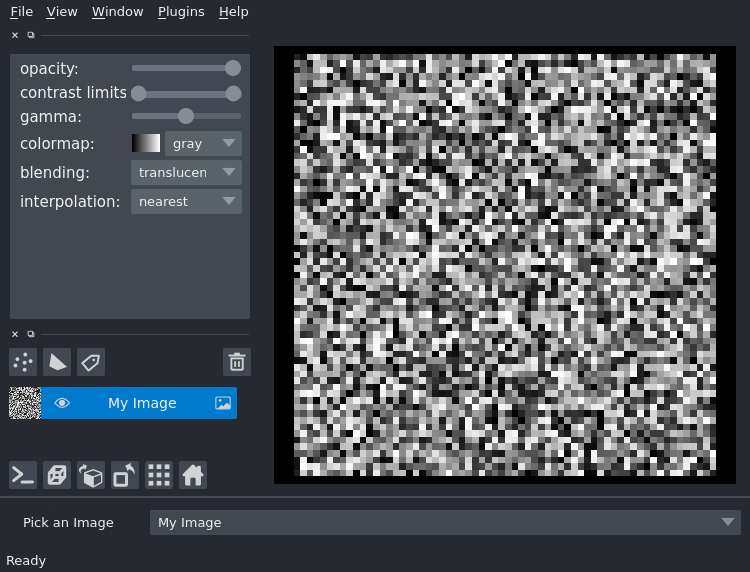 File View Window Plugins Help
opacity:
contrast limits
gamma:
colormap: gray
blending: translucen
interpolation: nearest
My Image
Pick an Image My Image
Ready